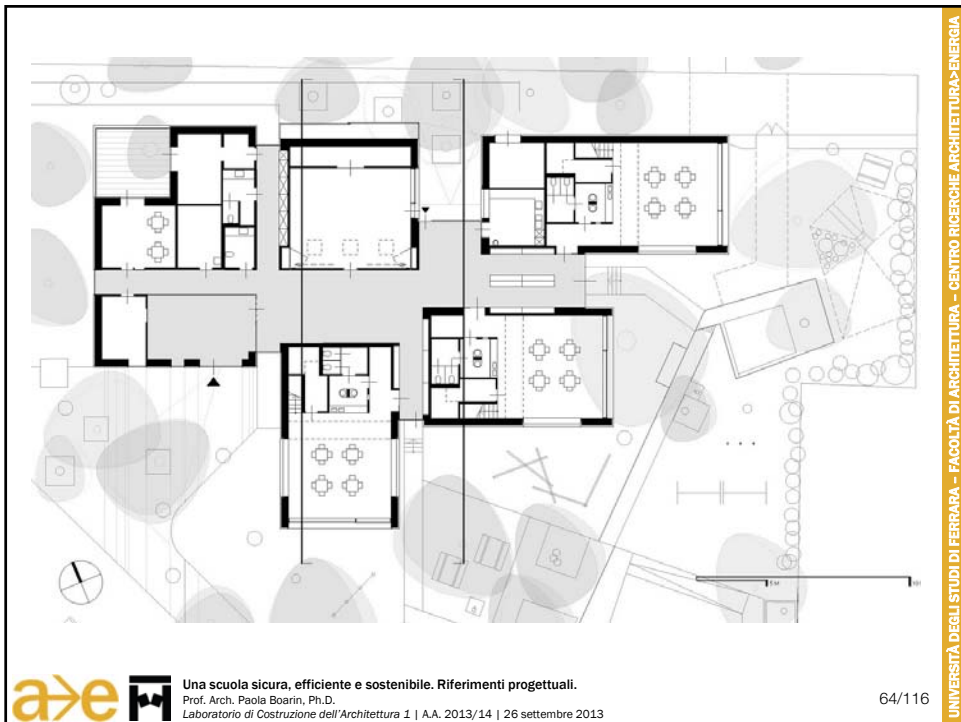 UNIVERSITÀ DEGLI STUDI DI FERRARA – FACOLTÀ DI ARCHITETTURA – CENTRO RICERCHE ARCHITETTURA>ENERGIA
5 M
a>e
Una scuola sicura, efficiente e sostenibile. Riferimenti progettuali.
Prof. Arch. Paola Boarin, Ph.D.
Laboratorio di Costruzione dell'Architettura 1 | A.A. 2013/14 | 26 settembre 2013
64/116